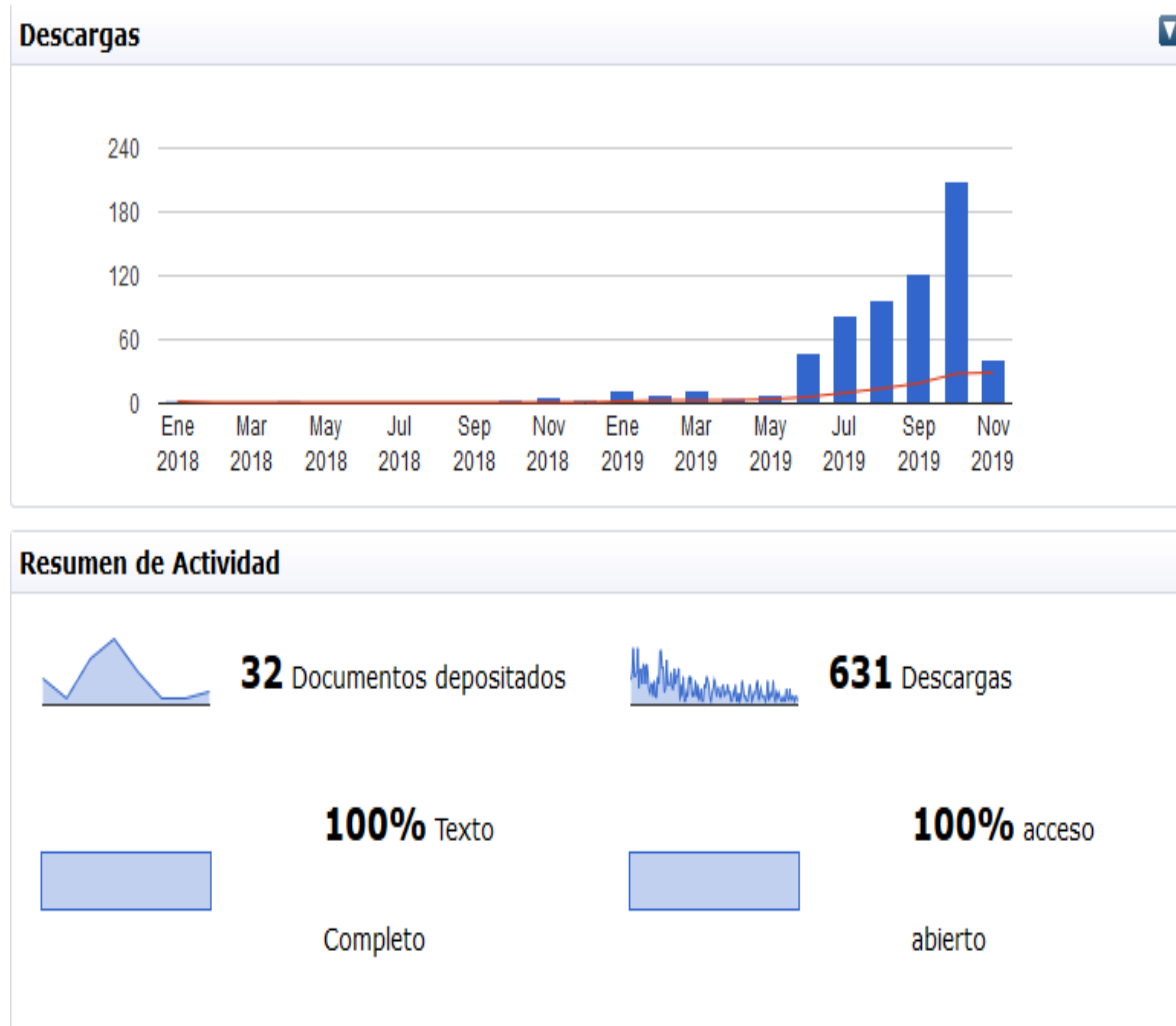 Descargas
240
180
120
60
0
Ene Mar May Jul Sep Nov Ene Mar May Jul Sep Nov
2018 2018 2018 2018 2018 2018 2019 2019 2019 2019 2019 2019
Resumen de Actividad
32 Documentos depositados
631 Descargas
100% Texto
Completo
100% acceso
abierto